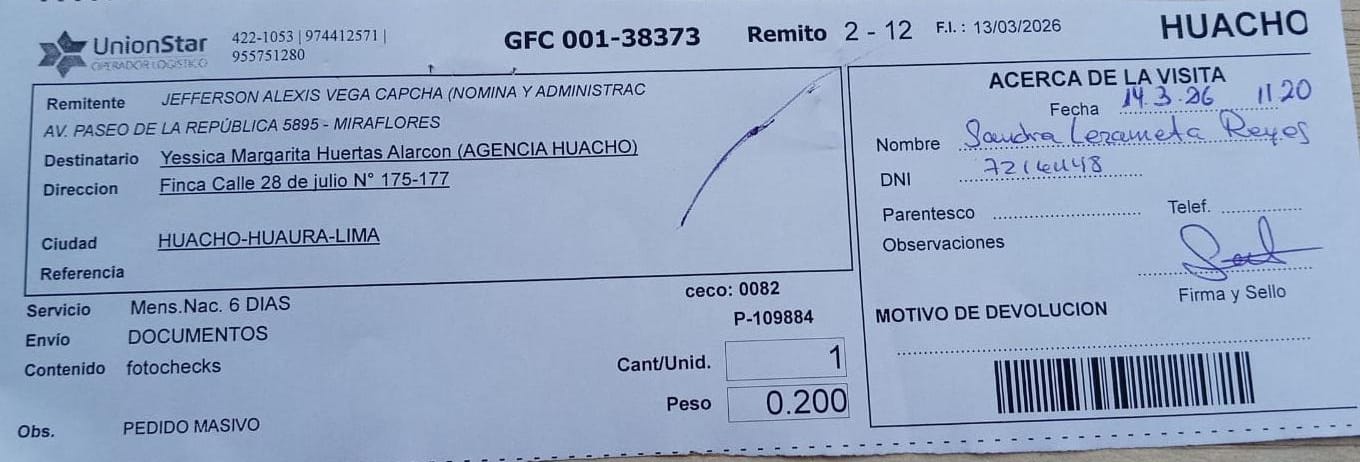 UnionStar
OPERADOR LOGISTICO
422-1053 | 974412571 |
955751280
GFC 001-38373
Remito 2 - 12
F.I. : 13/03/2026
HUACHO
Remitente JEFFERSON ALEXIS VEGA CAPCHA (NOMINA Y ADMINISTRAC
AV. PASEO DE LA REPÚBLICA 5895 - MIRAFLORES
Destinatario Yessica Margarita Huertas Alarcon (AGENCIA HUACHO)
Direccion Finca Calle 28 de julio N° 175-177
Ciudad HUACHO-HUAURA-LIMA
Referencia
Servicio Mens.Nac. 6 DIAS
Envío DOCUMENTOS
Contenido fotochecks
Obs. PEDIDO MASIVO
ceco: 0082
P-109884
Cant/Unid. 1
Peso 0.200
ACERCA DE LA VISITA
Fecha 14.3.26 1120
Nombre Sandra Lezameta Reyes
DNI
Parentesco
Telef.
Observaciones
Firma y Sello
MOTIVO DE DEVOLUCION